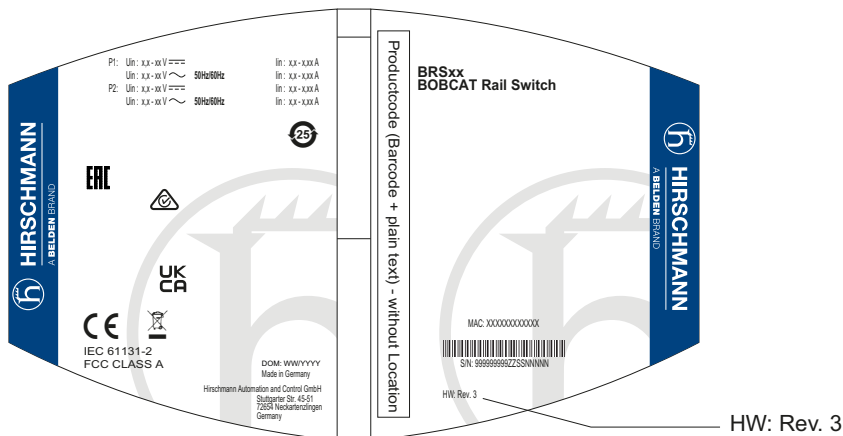 HIRSCHMANN
A BELDEN BRAND
P1: Uin : x,x - xx V Iin : x,x - x,xx A
Uin : x,x - xx V 50Hz/60Hz Iin : x,x - x,xx A
P2: Uin : x,x - xx V Iin : x,x - x,xx A
Uin : x,x - xx V 50Hz/60Hz Iin : x,x - x,xx A
25
EAC
UK
CA
CE
IEC 61131-2
FCC CLASS A
DOM: WW/YYYY
Made in Germany
Hirschmann Automation and Control GmbH
Stuttgarter Str. 45-51
72654 Neckartenzlingen
Germany
Productcode (Barcode + plain text) - without Location
BRSxx
BOBCAT Rail Switch
MAC: XXXXXXXXXXXX
S/N: 999999999ZZSSNNNNN
HW: Rev. 3
HIRSCHMANN
A BELDEN BRAND
HW: Rev. 3